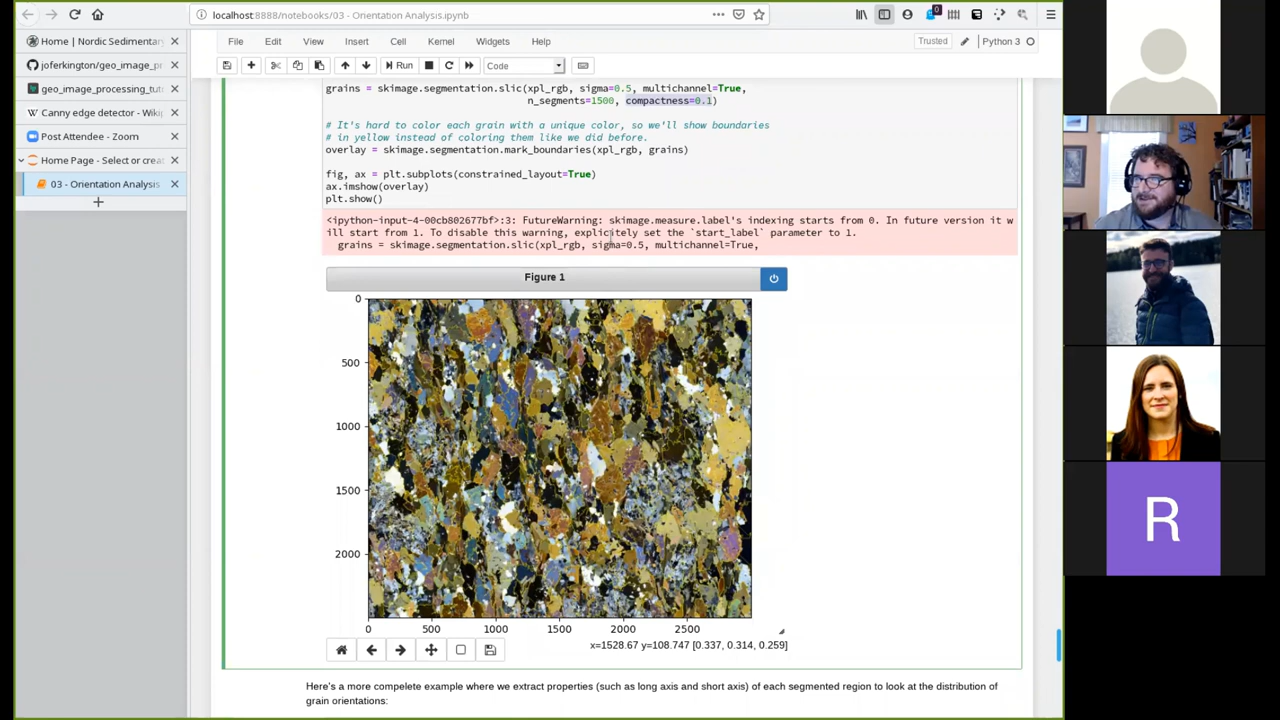 localhost:8888/notebooks/03 - Orientation Analysis.ipynb
0
Home | Nordic Sedimentary
joferkington/geo_image_pr
geo_image_processing_tuto
Canny edge detector - Wikip
Post Attendee - Zoom
Home Page - Select or creat
03 - Orientation Analysis
File Edit View Insert Cell Kernel Widgets Help Trusted Python 3
Run Code
grains = skimage.segmentation.slic(xpl_rgb, sigma=0.5, multichannel=True,
n_segments=1500, compactness=0.1)
# It's hard to color each grain with a unique color, so we'll show boundaries
# in yellow instead of coloring them like we did before.
overlay = skimage.segmentation.mark_boundaries(xpl_rgb, grains)
fig, ax = plt.subplots(constrained_layout=True)
ax.imshow(overlay)
plt.show()
<ipython-input-4-00cb802677bf>:3: FutureWarning: skimage.measure.label's indexing starts from 0. In future version it w
ill start from 1. To disable this warning, explicitely set the `start_label` parameter to 1.
grains = skimage.segmentation.slic(xpl_rgb, sigma=0.5, multichannel=True,
Figure 1
0
500
1000
1500
2000
0 500 1000 1500 2000 2500
x=1528.67 y=108.747 [0.337, 0.314, 0.259]
Here's a more compelete example where we extract properties (such as long axis and short axis) of each segmented region to look at the distribution of
grain orientations:
R